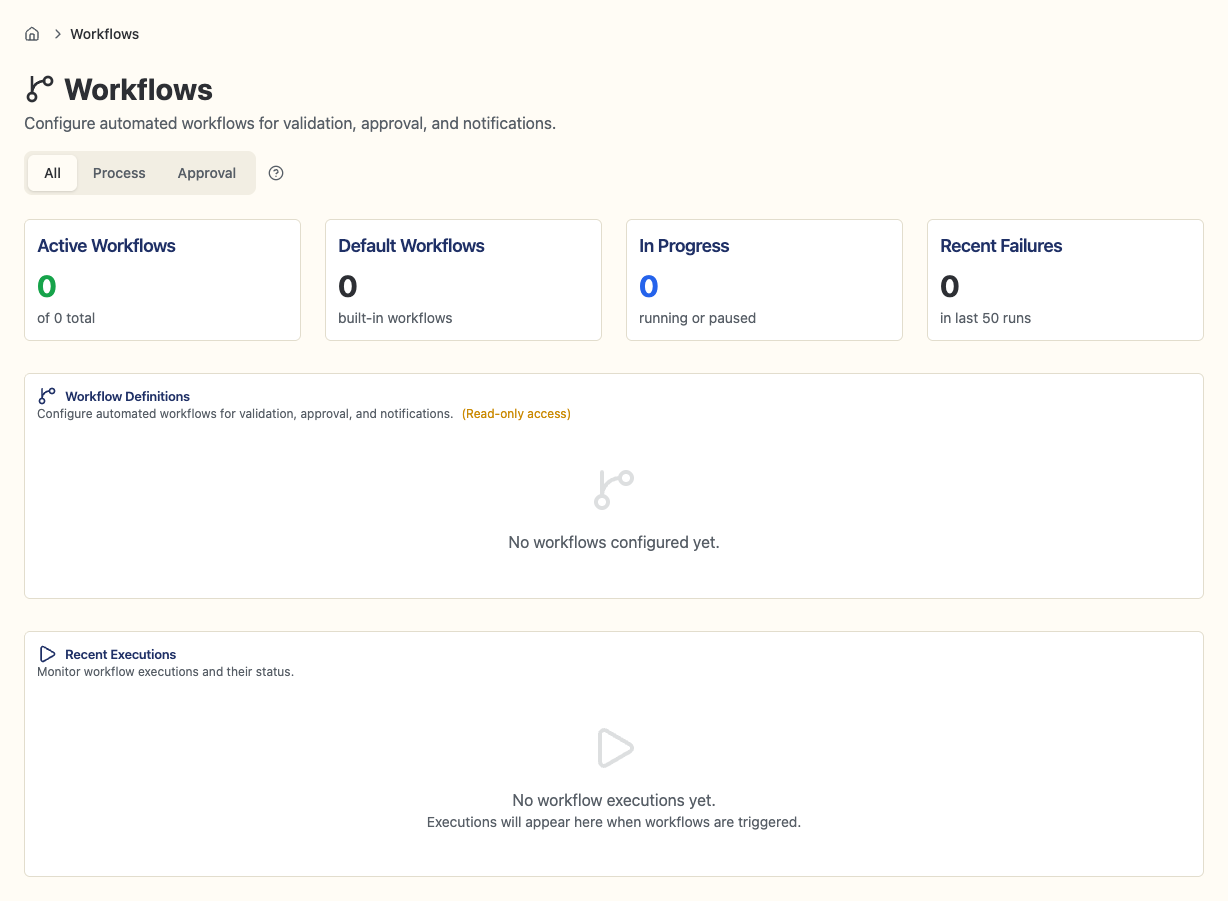 Workflows
Workflows
Configure automated workflows for validation, approval, and notifications.
All Process Approval
Active Workflows
0
of 0 total
Default Workflows
0
built-in workflows
In Progress
0
running or paused
Recent Failures
0
in last 50 runs
Workflow Definitions
Configure automated workflows for validation, approval, and notifications. (Read-only access)
No workflows configured yet.
Recent Executions
Monitor workflow executions and their status.
No workflow executions yet.
Executions will appear here when workflows are triggered.